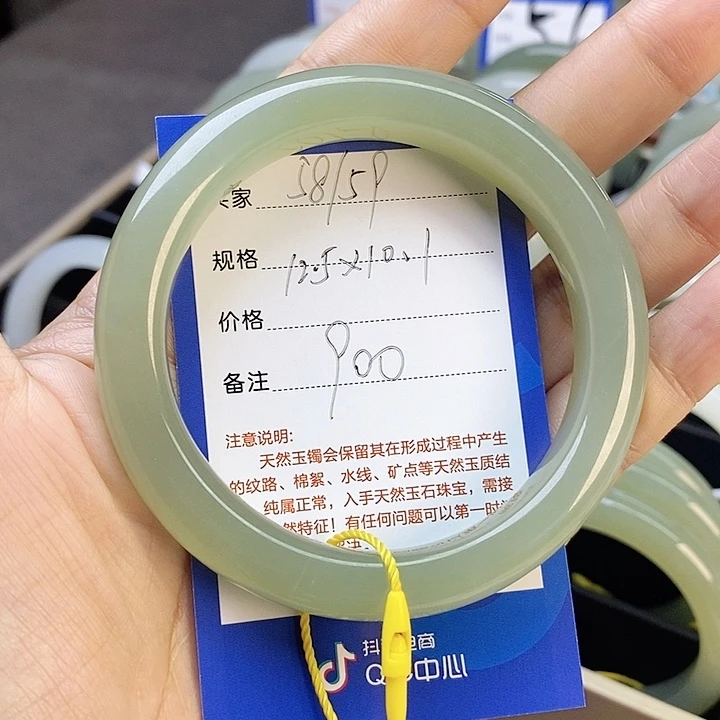 家 58/59
规格 12.5×10.1
价格
备注 900
注意说明:
天然玉镯会保留其在形成过程中产生
的纹路、棉絮、水线、矿点等天然玉质结
纯属正常，入手天然玉石珠宝，需接
然特征！有任何问题可以第一时
抖 电商
Q 中心